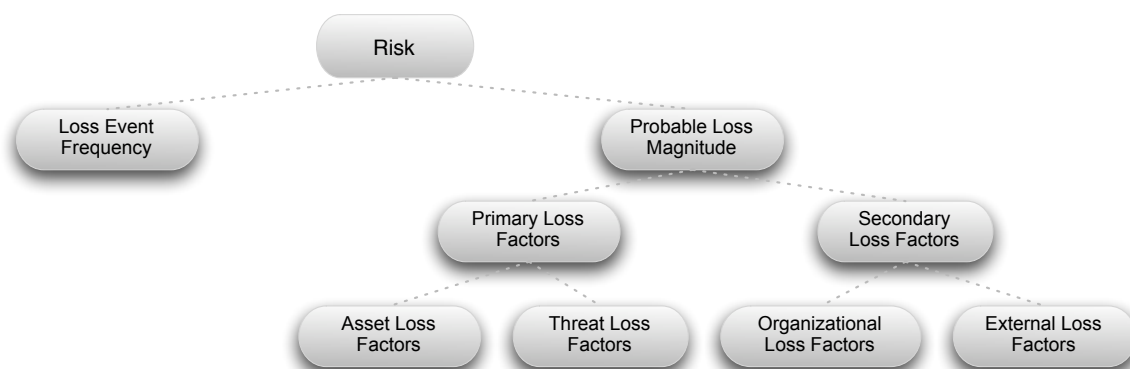 Risk
Loss Event
Frequency
Probable Loss
Magnitude
Primary Loss
Factors
Secondary
Loss Factors
Asset Loss
Factors
Threat Loss
Factors
Organizational
Loss Factors
External Loss
Factors